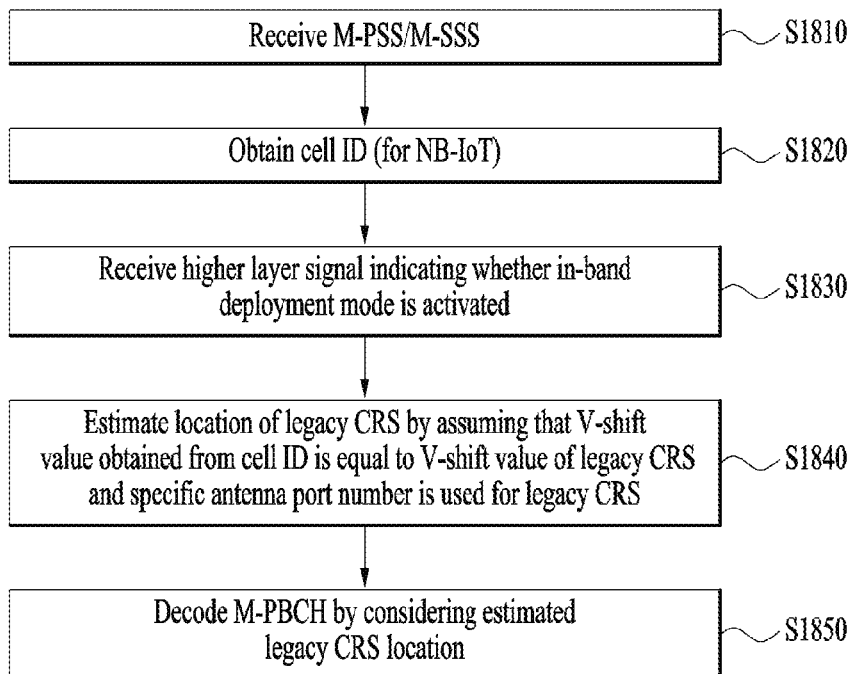 Receive M-PSS/M-SSS
S1810
Obtain cell ID (for NB-IoT)
S1820
Receive higher layer signal indicating whether in-band
deployment mode is activated
S1830
Estimate location of legacy CRS by assuming that V-shift
value obtained from cell ID is equal to V-shift value of legacy CRS
and specific antenna port number is used for legacy CRS
S1840
Decode M-PBCH by considering estimated
legacy CRS location
S1850